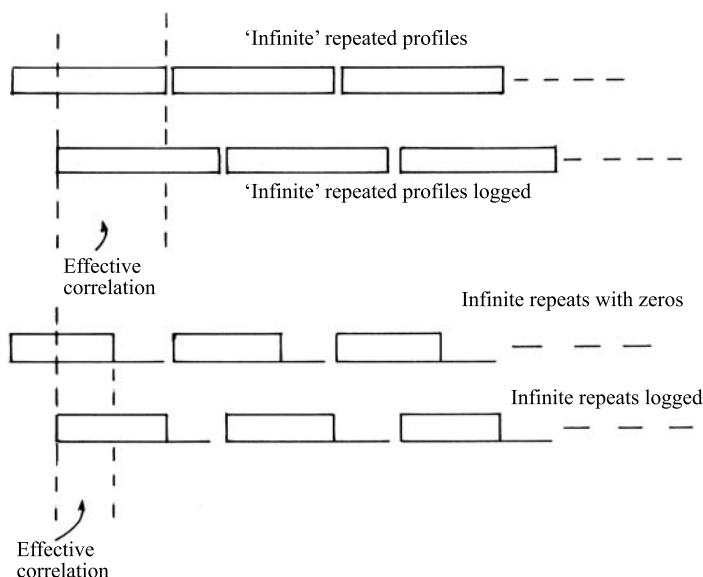 ‘Infinite’ repeated profiles
‘Infinite’ repeated profiles logged
Effective
correlation
Infinite repeats with zeros
Infinite repeats logged
Effective
correlation